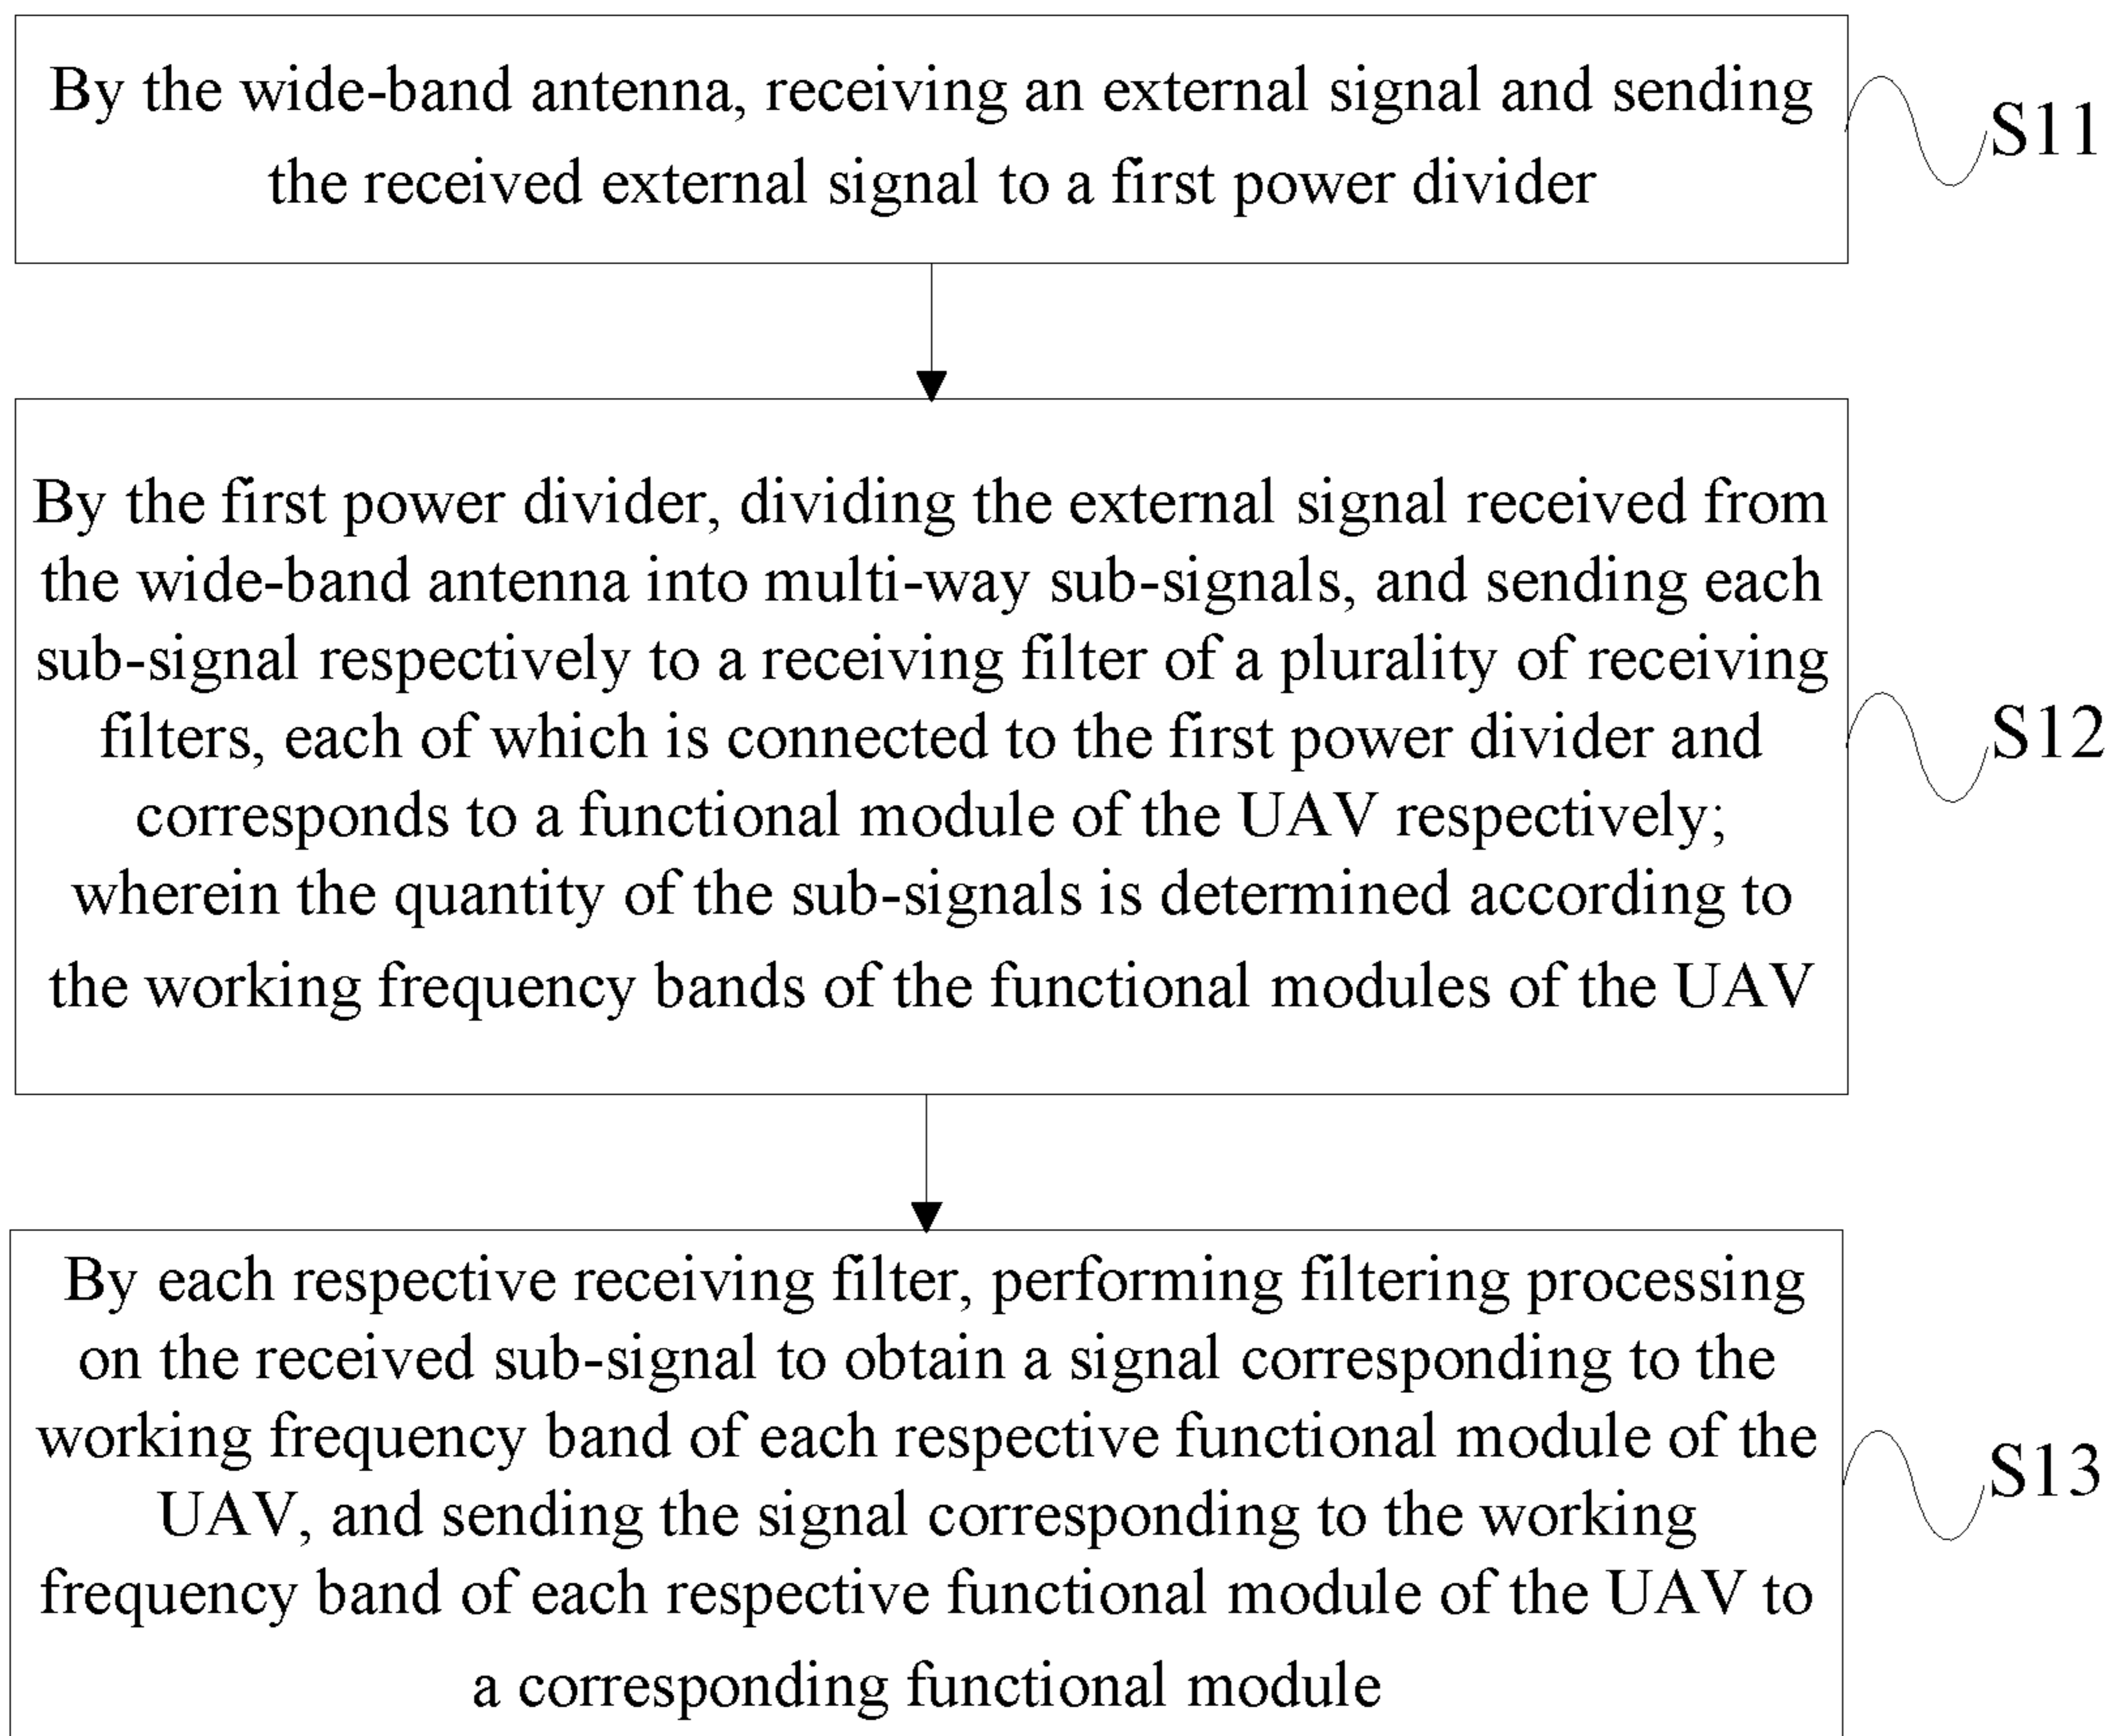 By the wide-band antenna, receiving an external signal and sending
the received external signal to a first power divider
S11
By the first power divider, dividing the external signal received from
the wide-band antenna into multi-way sub-signals, and sending each
sub-signal respectively to a receiving filter of a plurality of receiving
filters, each of which is connected to the first power divider and
corresponds to a functional module of the UAV respectively;
wherein the quantity of the sub-signals is determined according to
the working frequency bands of the functional modules of the UAV
S12
By each respective receiving filter, performing filtering processing
on the received sub-signal to obtain a signal corresponding to the
working frequency band of each respective functional module of the
UAV, and sending the signal corresponding to the working
frequency band of each respective functional module of the UAV to
a corresponding functional module
S13